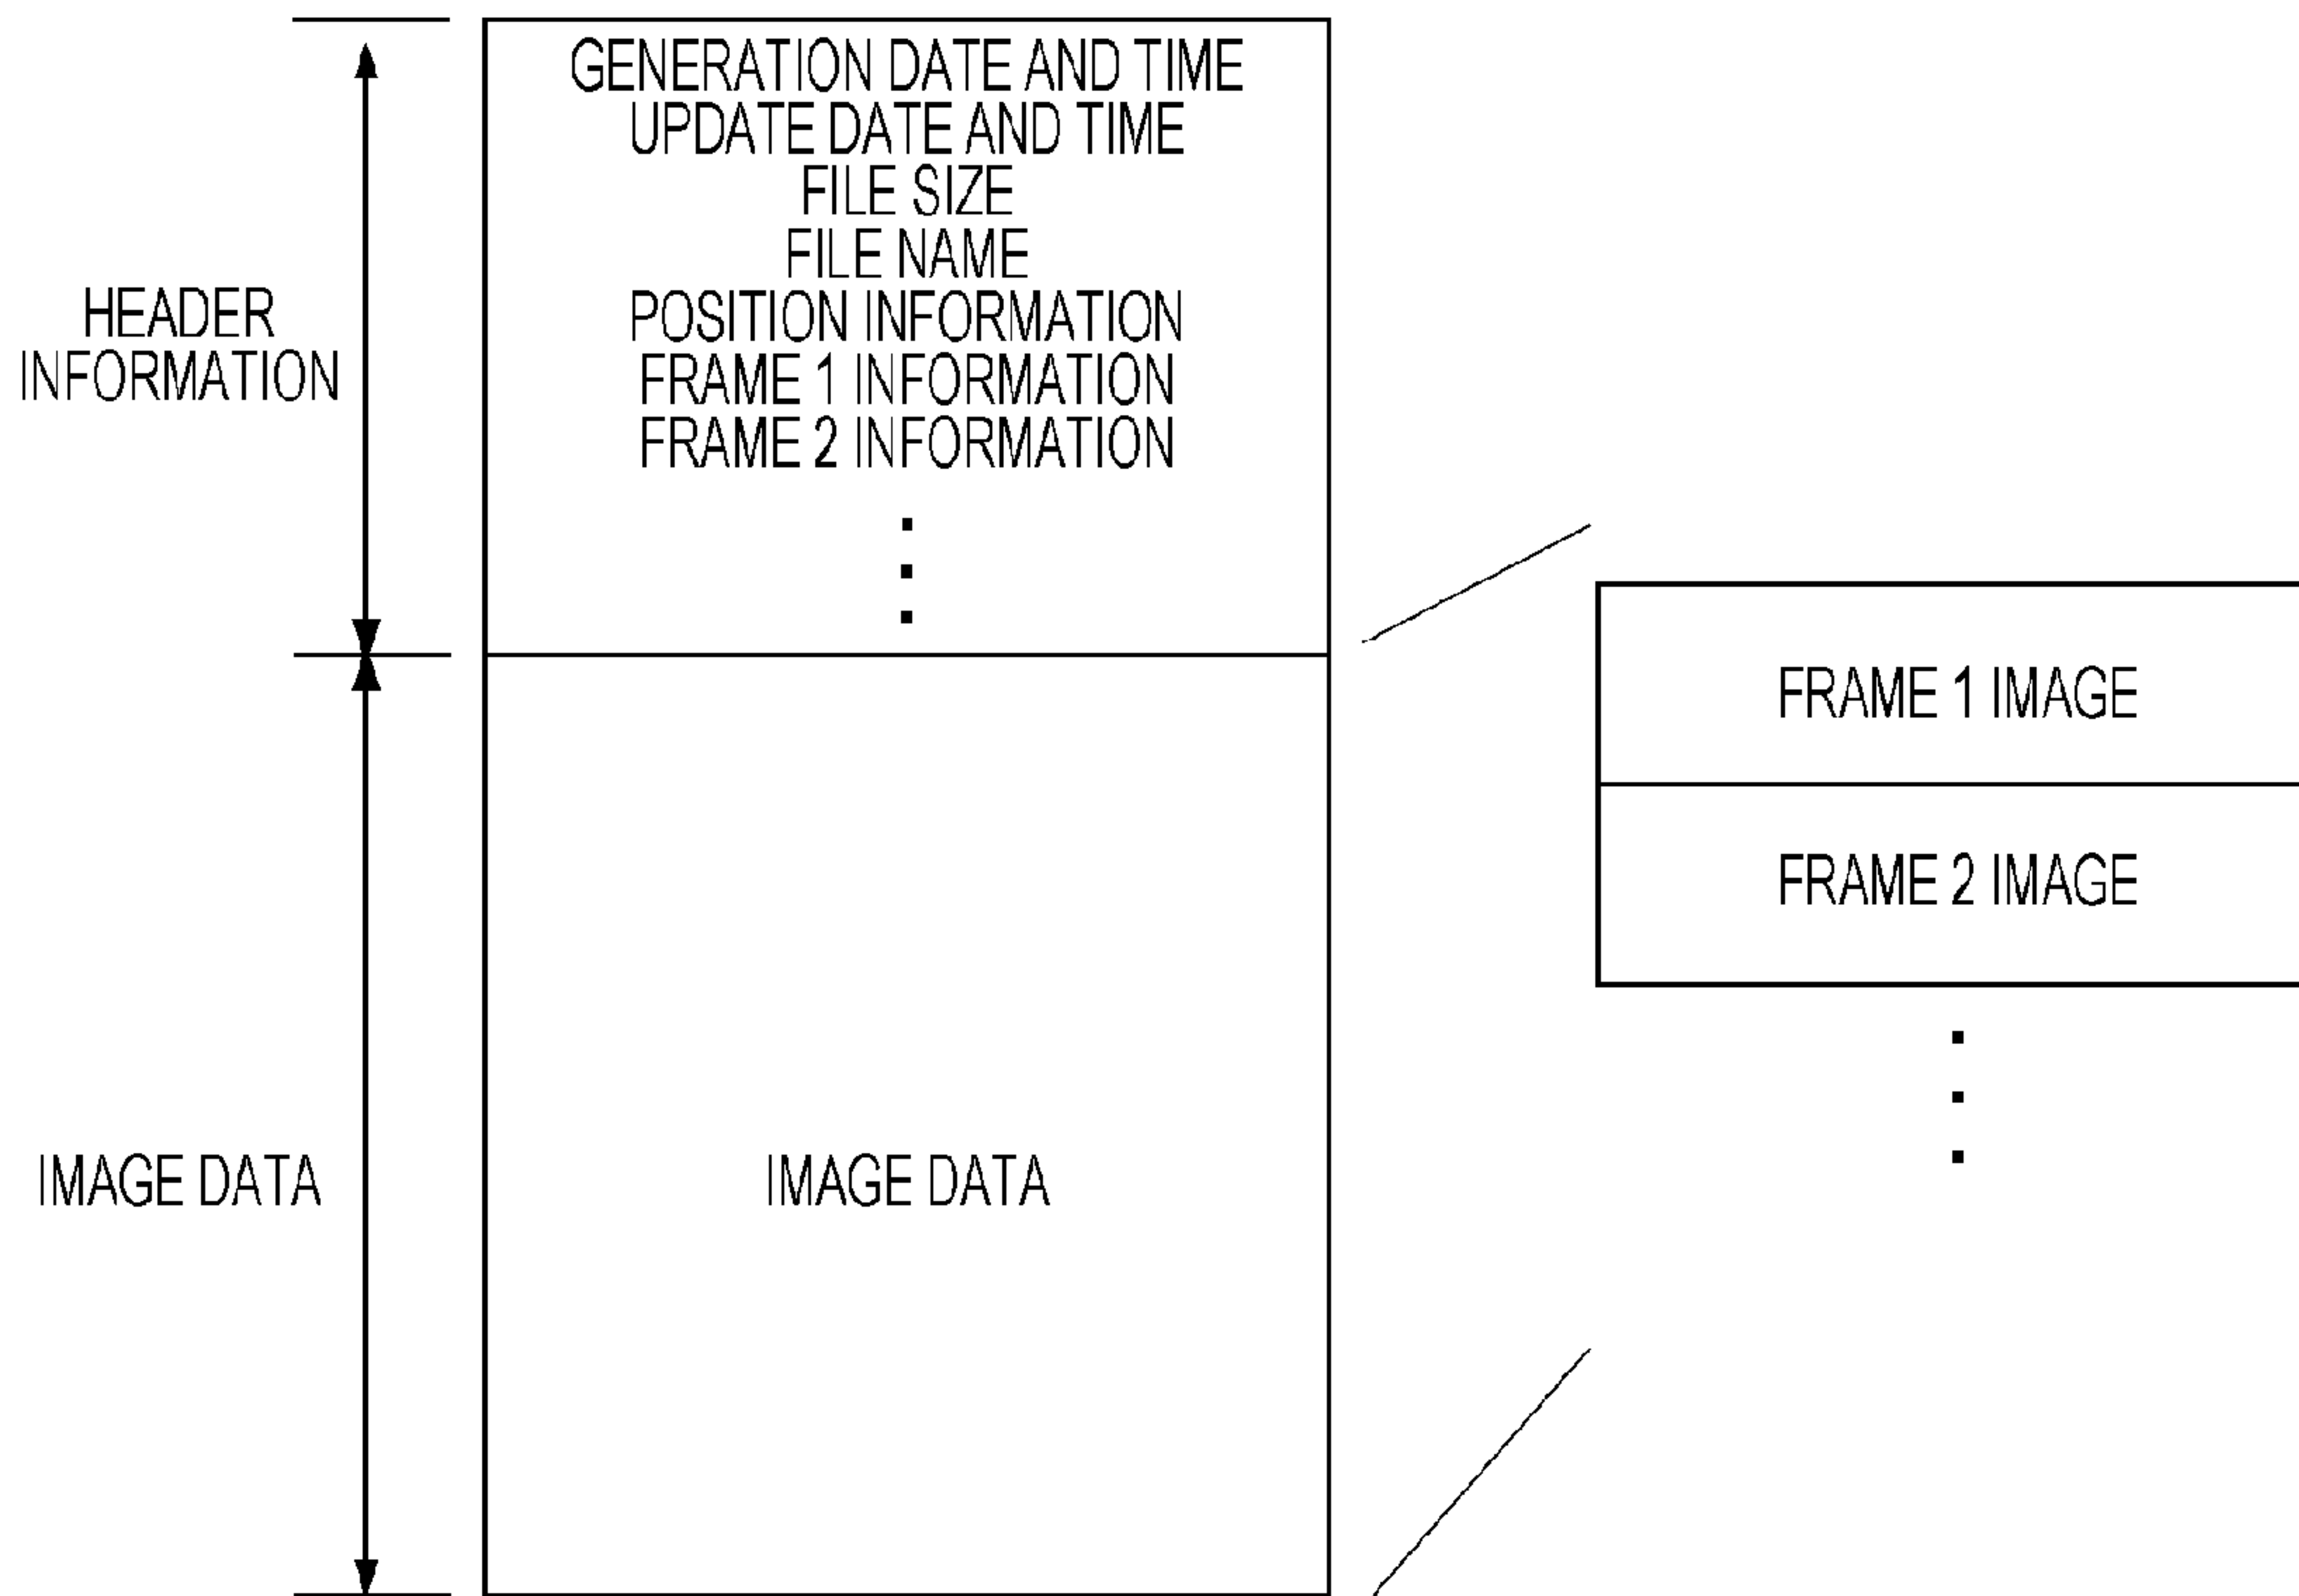 GENERATION DATE AND TIME
UPDATE DATE AND TIME
FILE SIZE
FILE NAME
POSITION INFORMATION
FRAME 1 INFORMATION
FRAME 2 INFORMATION
HEADER
INFORMATION
FRAME 1 IMAGE
FRAME 2 IMAGE
IMAGE DATA
IMAGE DATA